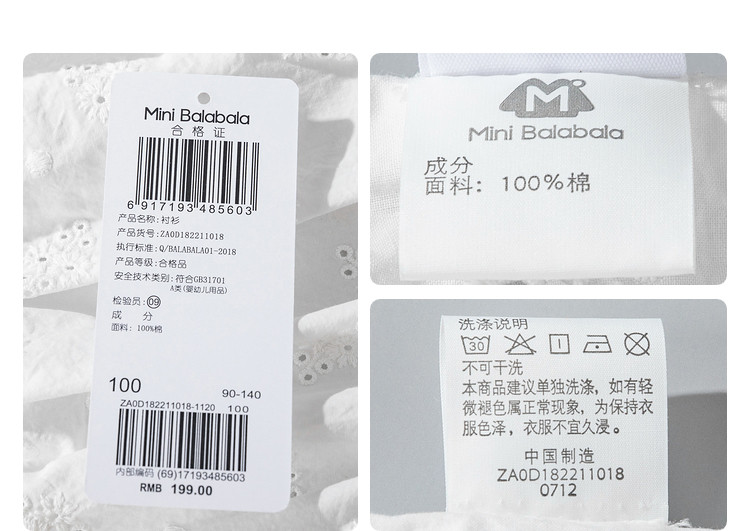 Mini Balabala
合格证
6 917193 485603
产品名称:衬衫
产品货号:ZA0D182211018
执行标准:Q/BALABALA01-2018
产品等级:合格品
安全技术类别:符合GB31701
A类(婴幼儿用品)
检验员:09
成 分
面料:100%棉
100
90-140
ZA0D182211018-1120 100
内部编码 (69)17193485603
RMB 199.00
M
Mini Balabala
成分
面料: 100%棉
洗涤说明
30
不可干洗
本商品建议单独洗涤，如有轻
微褪色属正常现象，为保持衣
服色泽，衣服不宜久浸。
中国制造
ZA0D182211018
0712